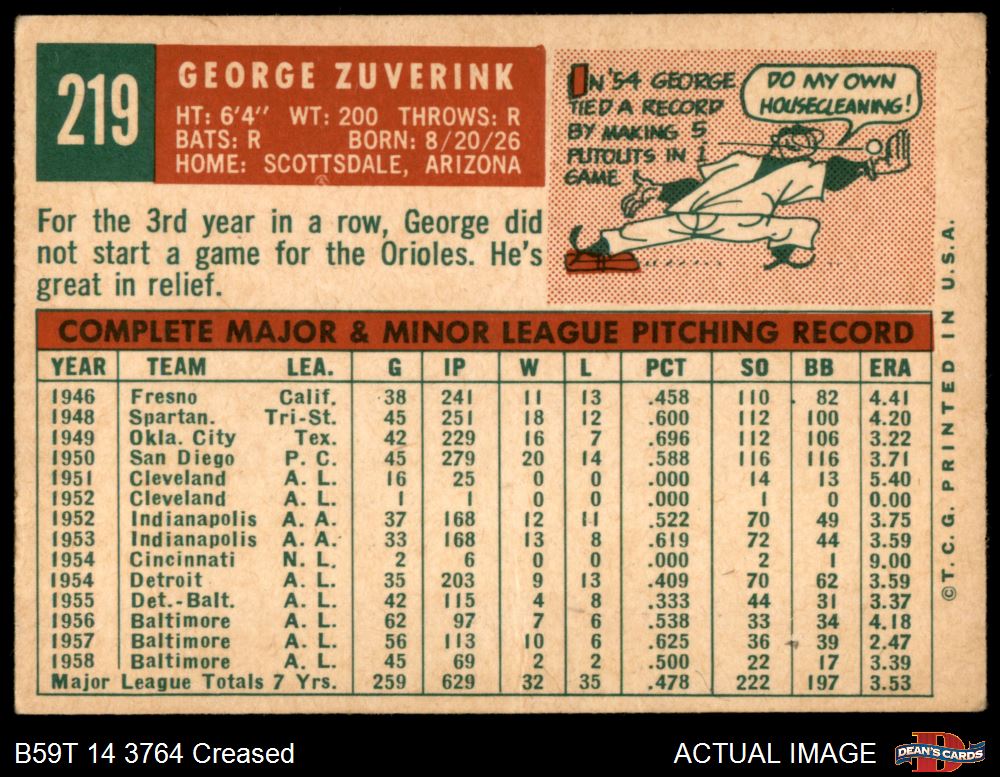 219
GEORGE ZUVERINK
HT: 6'4" WT: 200 THROWS: R
BATS: R BORN: 8/20/26
HOME: SCOTTSDALE, ARIZONA
IN '54 GEORGE
TIED A RECORD
BY MAKING 5
PUTOUTS IN 1
GAME
DO MY OWN
HOUSECLEANING!
For the 3rd year in a row, George did
not start a game for the Orioles. He's
great in relief.
COMPLETE MAJOR & MINOR LEAGUE PITCHING RECORD
YEAR TEAM LEA. G IP W L PCT SO BB ERA
1946 Fresno Calif. 38 241 11 13 .458 110 82 4.41
1948 Spartan. Tri-St. 45 251 18 12 .600 112 100 4.20
1949 Okla. City Tex. 42 229 16 7 .696 112 106 3.22
1950 San Diego P. C. 45 279 20 14 .588 116 116 3.71
1951 Cleveland A. L. 16 25 0 0 .000 14 13 5.40
1952 Cleveland A. L. 1 1 0 0 .000 1 0 0.00
1952 Indianapolis A. A. 37 168 12 11 .522 70 49 3.75
1953 Indianapolis A. A. 33 168 13 8 .619 72 44 3.59
1954 Cincinnati N. L. 2 6 0 0 .000 2 1 9.00
1954 Detroit A. L. 35 203 9 13 .409 70 62 3.59
1955 Det.-Balt. A. L. 42 115 4 8 .333 44 31 3.37
1956 Baltimore A. L. 62 97 7 6 .538 33 34 4.18
1957 Baltimore A. L. 56 113 10 6 .625 36 39 2.47
1958 Baltimore A. L. 45 69 2 2 .500 22 17 3.39
Major League Totals 7 Yrs. 259 629 32 35 .478 222 197 3.53
© T. C. G. PRINTED IN U.S.A.
B59T 14 3764 Creased
ACTUAL IMAGE
DEAN'S CARDS